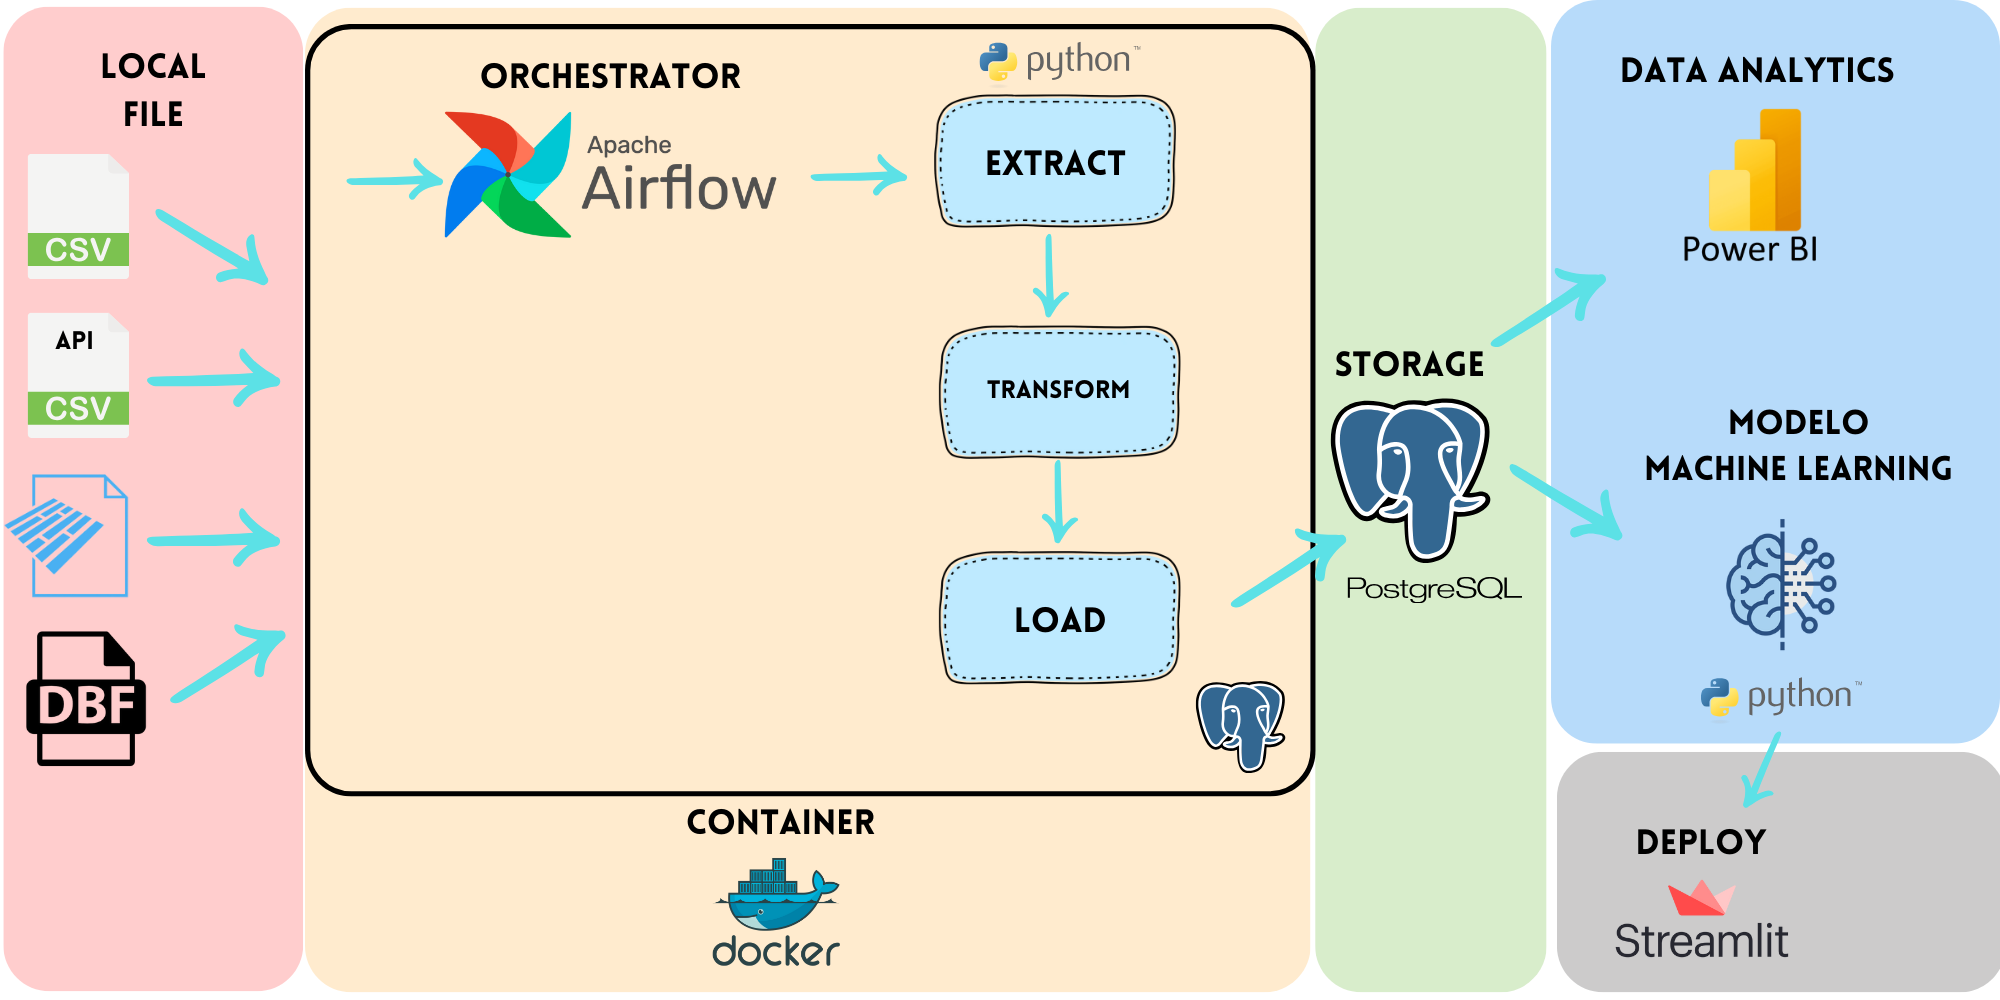 LOCAL
FILE
CSV
API
CSV
DBF
ORCHESTRATOR
Apache
Airflow
python™
EXTRACT
TRANSFORM
LOAD
CONTAINER
docker
STORAGE
PostgreSQL
DATA ANALYTICS
Power BI
MODELO
MACHINE LEARNING
python™
DEPLOY
Streamlit